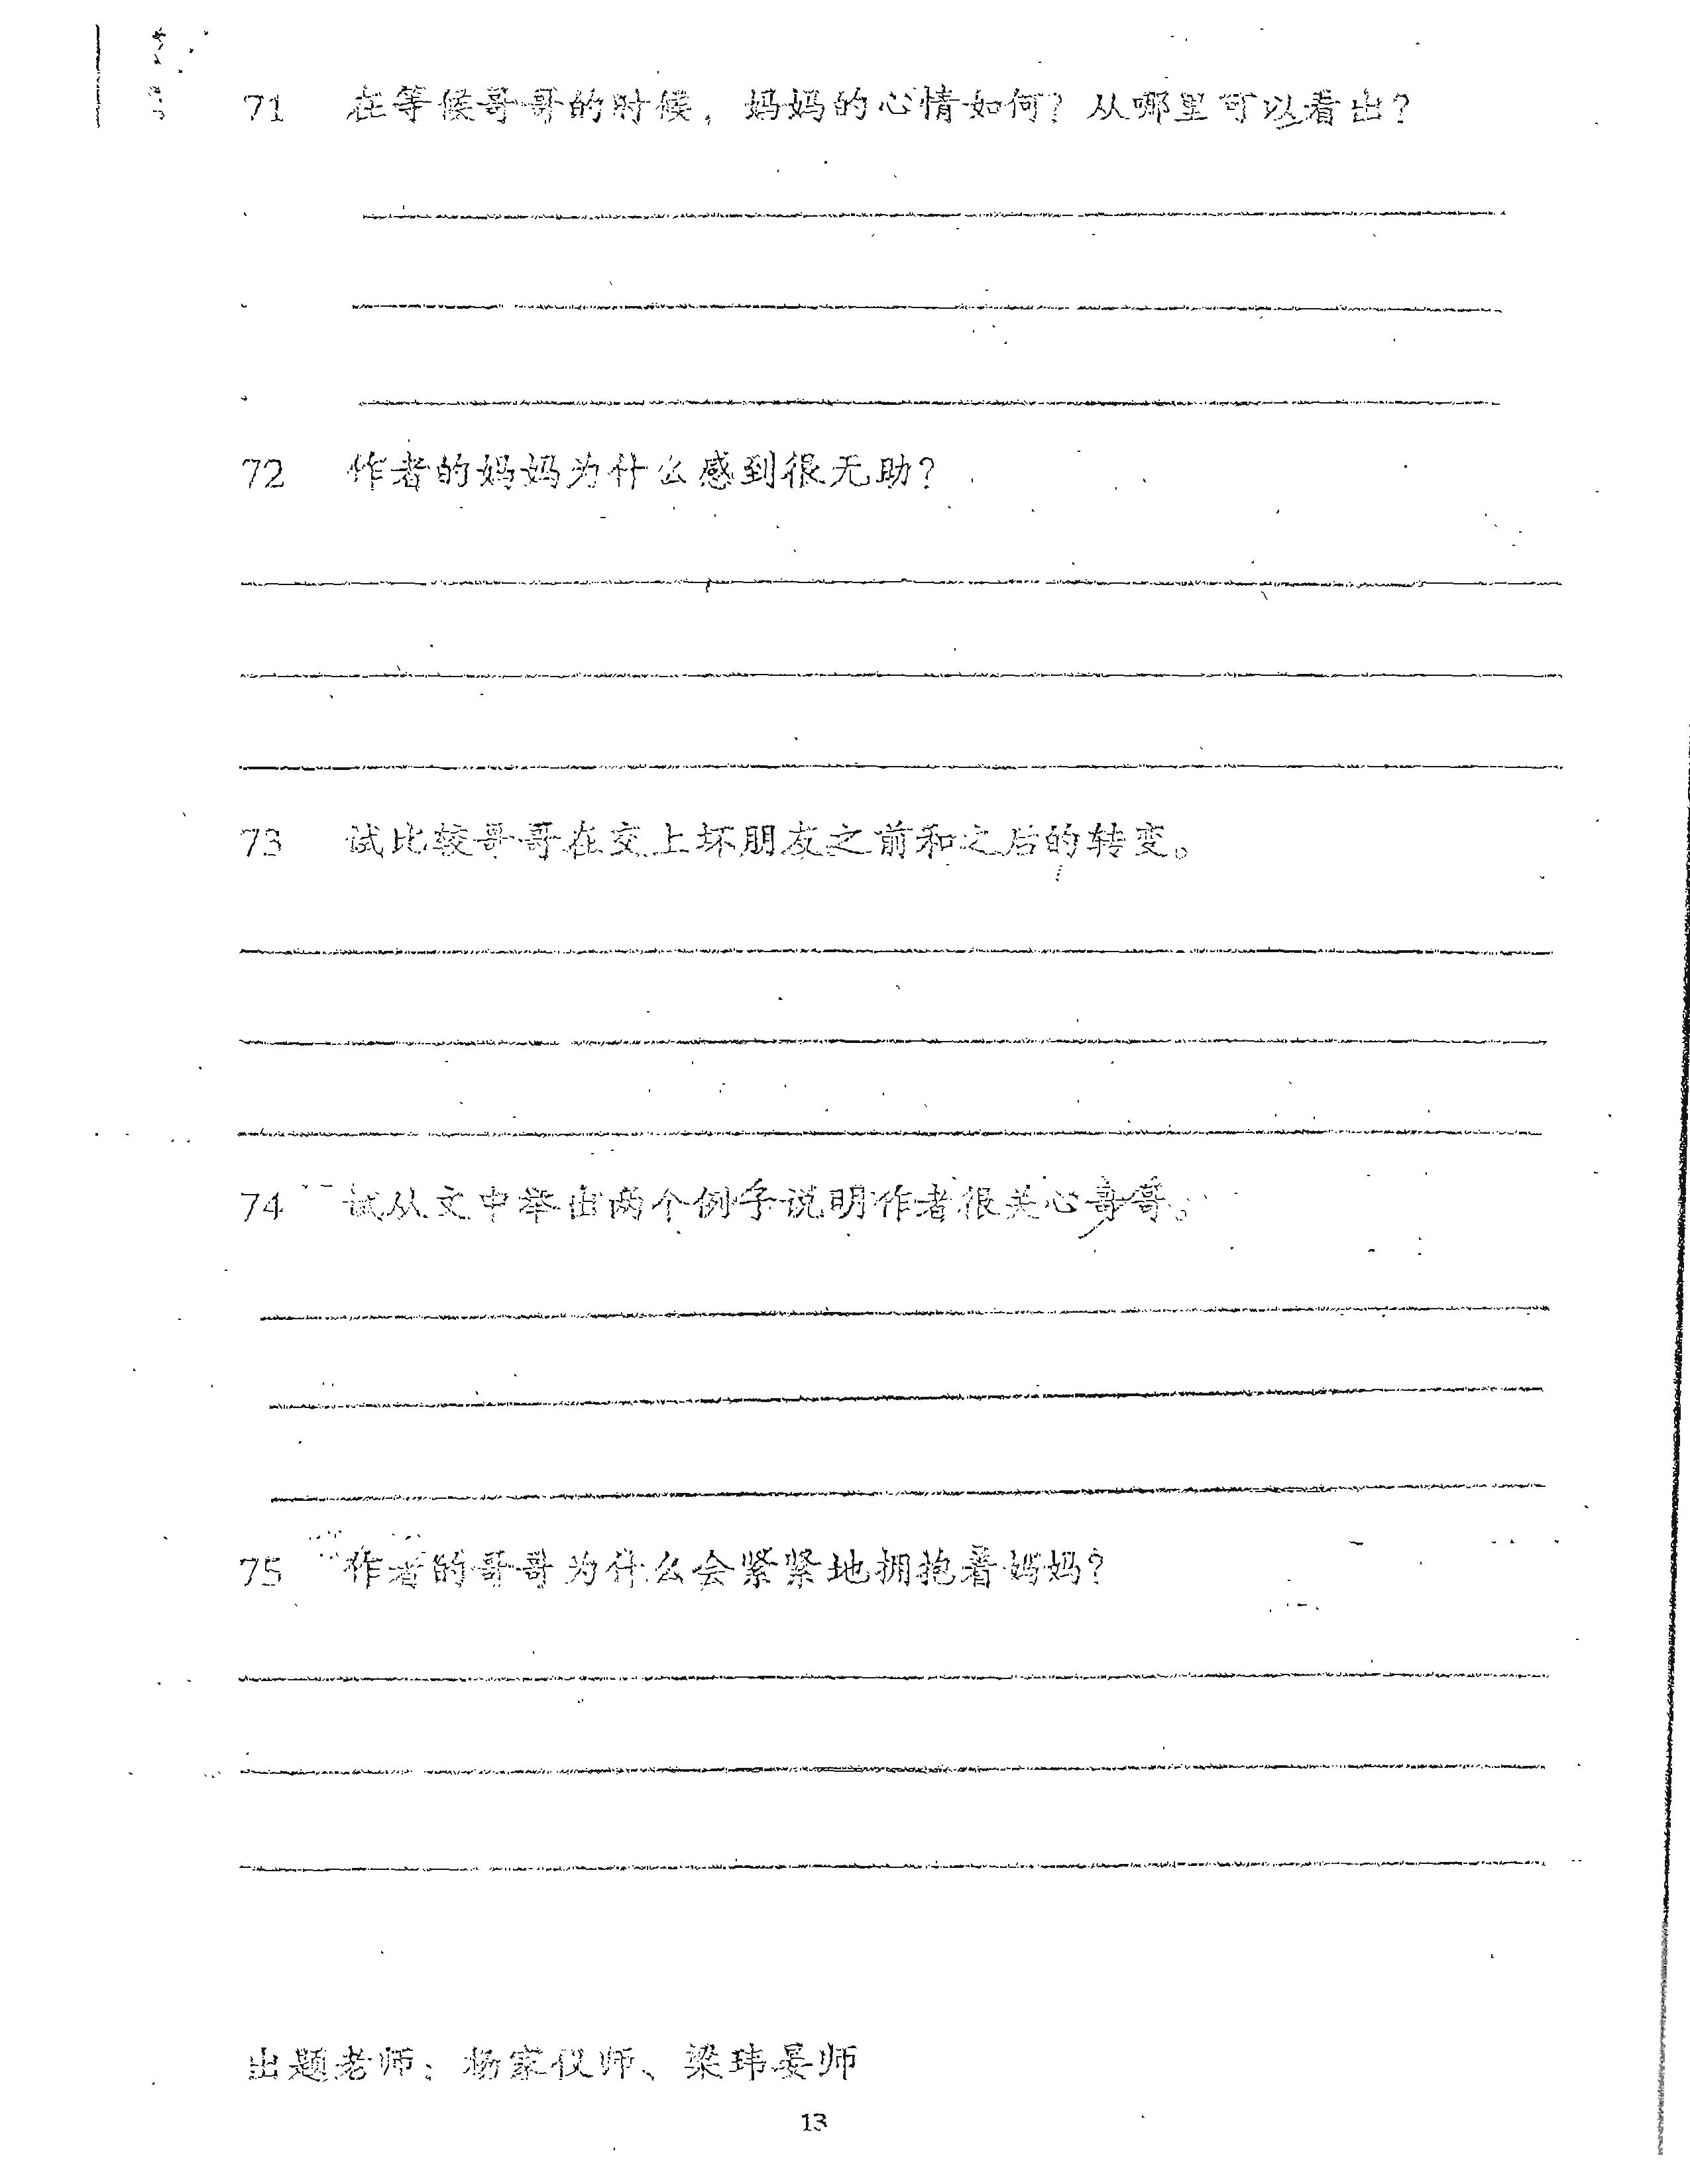 71 在等候哥哥的时候，妈妈的心情如何？从哪里可以看出？
72 作者的妈妈为什么感到很无助？
73 试比较哥哥在交上坏朋友之前和之后的转变。
74 试从文中举出两个例子说明作者很关心哥哥。
75 作者的哥哥为什么会紧紧地拥抱着妈妈？
出题老师：杨家仪师、梁玮晏师
13